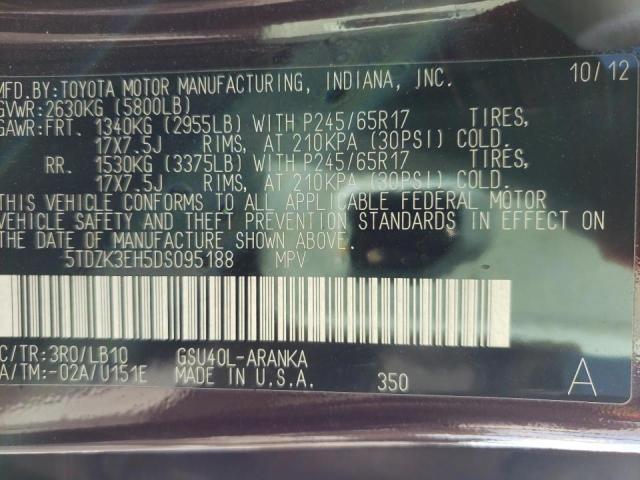 MFD.BY:TOYOTA MOTOR MANUFACTURING, INDIANA, INC. 10/12
GVWR:2630KG (5800LB)
GAWR:FRT. 1340KG (2955LB) WITH P245/65R17 TIRES,
17X7.5J RIMS, AT 210KPA (30PSI) COLD.
RR. 1530KG (3375LB) WITH P245/65R17 TIRES,
17X7.5J RIMS, AT 210KPA (30PSI) COLD.
THIS VEHICLE CONFORMS TO ALL APPLICABLE FEDERAL MOTOR
VEHICLE SAFETY AND THEFT PREVENTION STANDARDS IN EFFECT ON
THE DATE OF MANUFACTURE SHOWN ABOVE.
5TDZK3EH5DS095188 MPV
C/TR:3R0/LB10 GSU40L-ARANKA
A/TM:-02A/U151E MADE IN U.S.A. 350 A